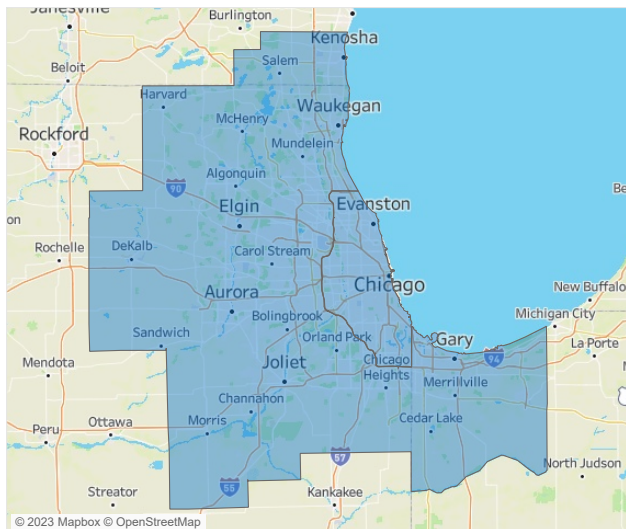 Janesville
Burlington
Kenosha
Beloit
Salem
Harvard
Waukegan
McHenry
Rockford
Mundelein
Algonquin
90
Be
Elgin
Evanston
on
Rochelle
DeKalb
Carol Stream
Chicago
New Buffalo
Aurora
Michigan City
Bolingbrook
Sandwich
Orland Park
Gary
La Porte
Mendota
Joliet
Chicago
Heights
94
Merrillville
M
Channahon
Ottawa
Morris
Cedar Lake
Peru
57
North Judson
Streator
55
Kankakee
© 2023 Mapbox © OpenStreetMap